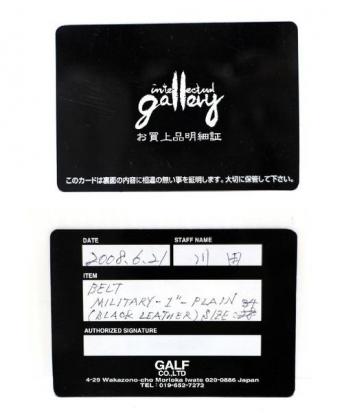 intellectual
gallery
お買上品明細証
このカードは裏面の内容に相違の無い事を証明します。大切に保管して下さい。
DATE STAFF NAME
2008.6.21 川田
ITEM
BELT
MILITARY-1"-PLAIN
(BLACK LEATHER) SIZE:
AUTHORIZED SIGNATURE
GALF
CO.,LTD
4-29 Wakazono-cho Morioka Iwate 020-0886 Japan
TEL : 019-652-7273